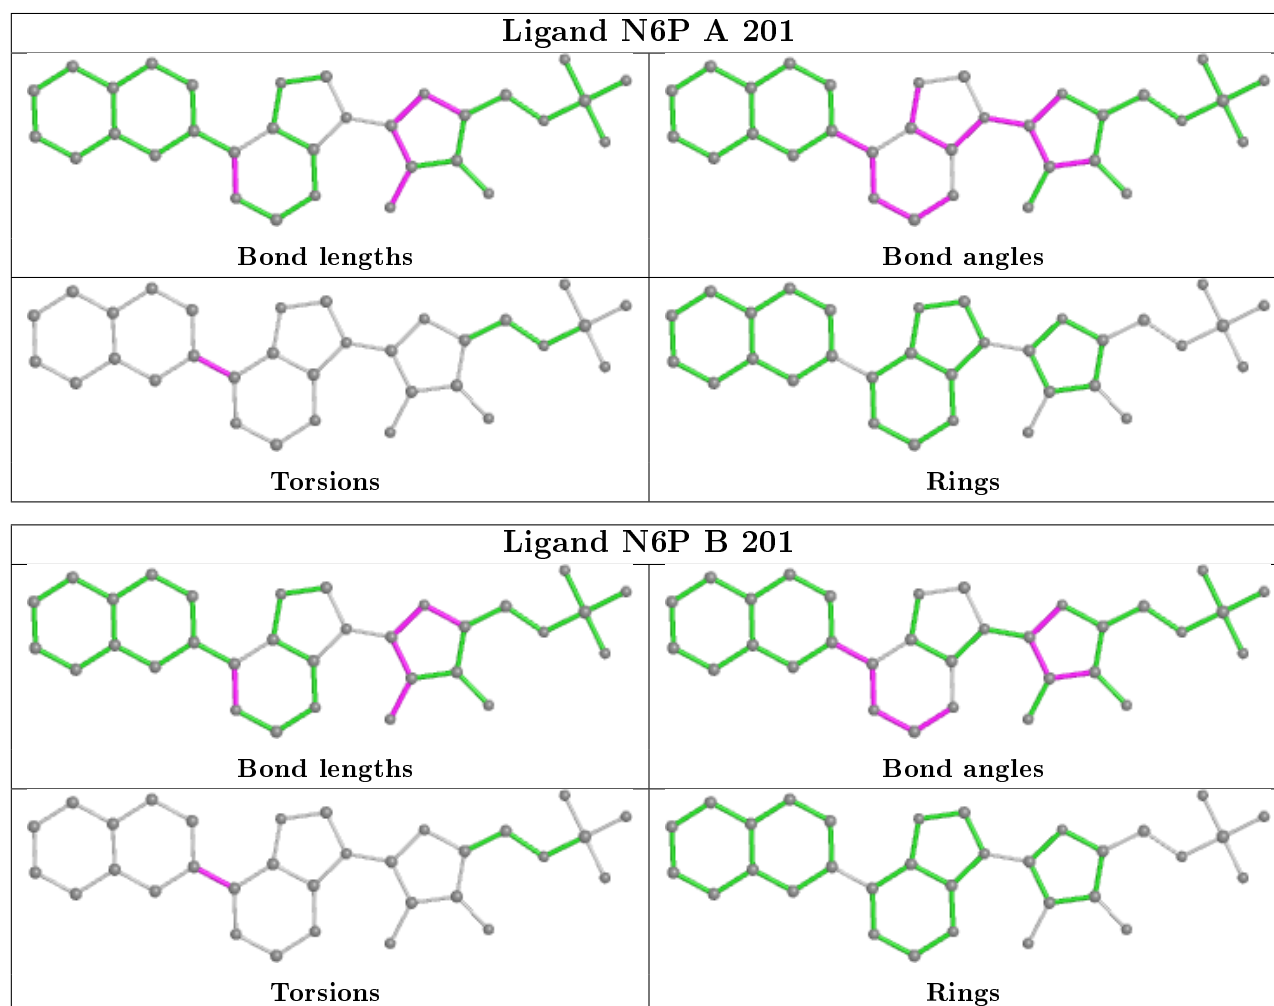 Ligand N6P A 201
Bond lengths
Bond angles
Torsions
Rings
Ligand N6P B 201
Bond lengths
Bond angles
Torsions
Rings